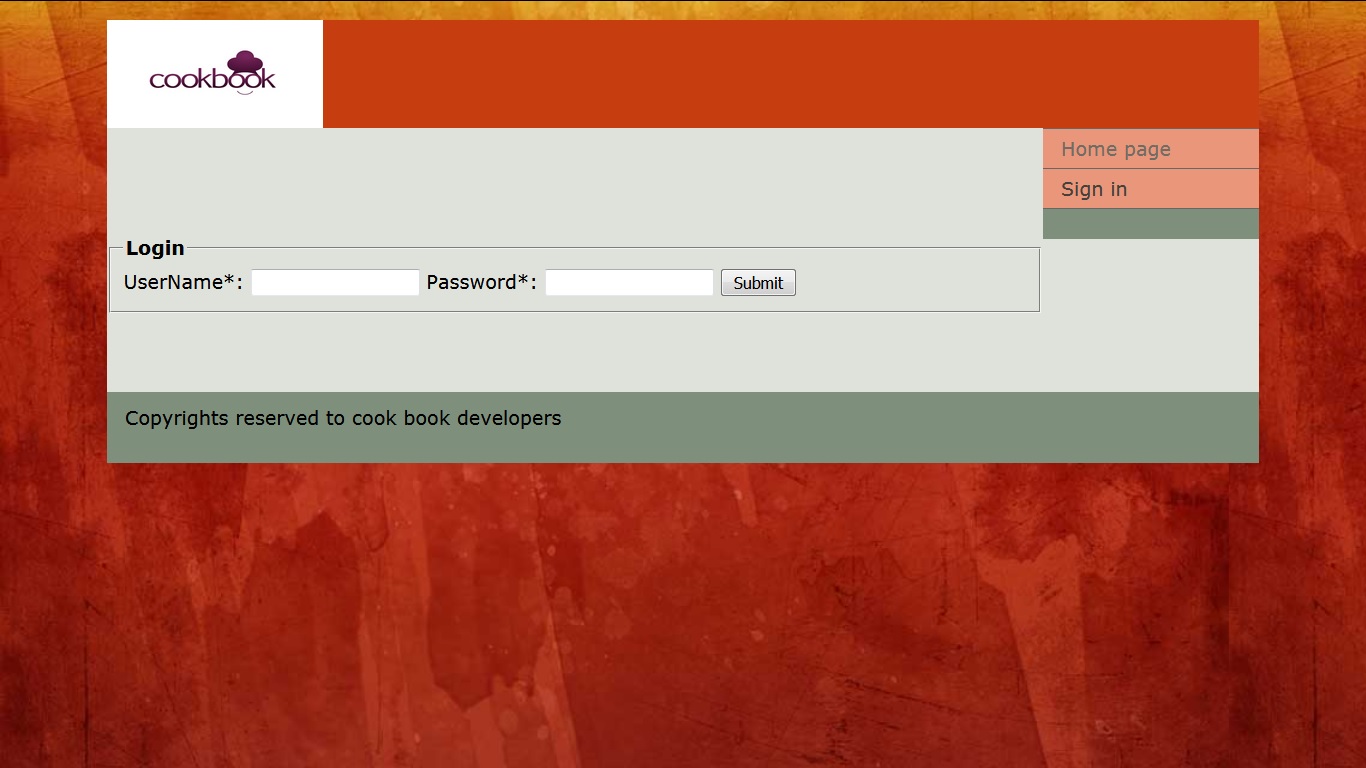 cookbook
Home page
Sign in
Login
UserName*: Password*: Submit
Copyrights reserved to cook book developers